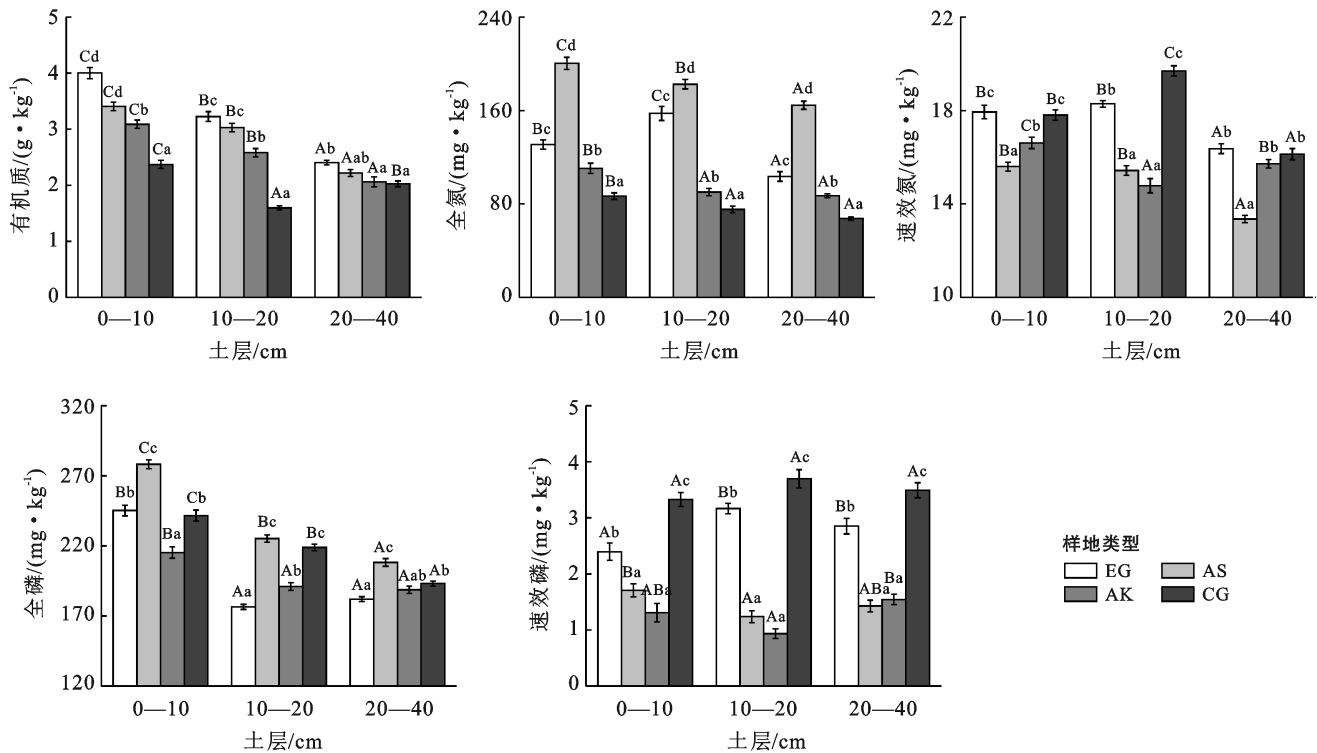 有机质/(g·kg⁻¹)
5
4
3
2
1
0
Cd
Cd
Cb
Ca
Bc
Bc
Bb
Aa
Ab
Aab
Aa
Ba
0—10
10—20
20—40
土层/cm
全氮/(mg·kg⁻¹)
240
160
80
0
Bc
Cd
Bb
Ba
Cc
Bd
Ab
Aa
Ac
Ad
Ab
Aa
0—10
10—20
20—40
土层/cm
速效氮/(mg·kg⁻¹)
22
18
14
10
Bc
Ba
Cb
Bc
Bb
Ba
Aa
Cc
Ab
Aa
Bb
Ab
0—10
10—20
20—40
土层/cm
全磷/(mg·kg⁻¹)
320
270
220
170
120
Bb
Cc
Ba
Cb
Aa
Bc
Ab
Bc
Aa
Ac
Aab
Ab
0—10
10—20
20—40
土层/cm
速效磷/(mg·kg⁻¹)
5
4
3
2
1
0
Ab
Ba
ABa
Ac
Bb
Aa
Aa
Ac
Bb
ABa
Ba
Ac
0—10
10—20
20—40
土层/cm
样地类型
EG
AS
AK
CG